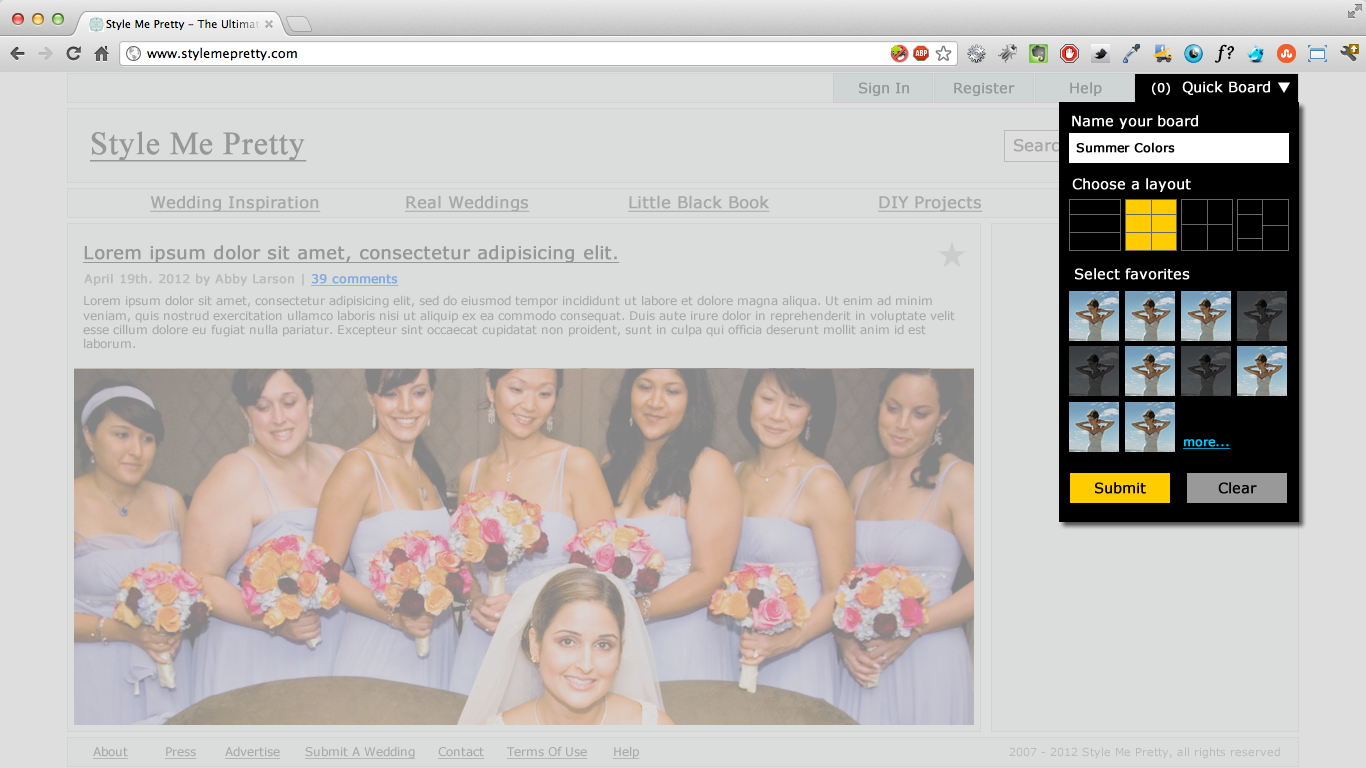 Style Me Pretty – The Ultima
www.stylemepretty.com
ABP
f?
Sign In Register Help (0) Quick Board ▼
Style Me Pretty
Searc
Wedding Inspiration Real Weddings Little Black Book DIY Projects
Lorem ipsum dolor sit amet, consectetur adipisicing elit.
April 19th. 2012 by Abby Larson | 39 comments
Lorem ipsum dolor sit amet, consectetur adipisicing elit, sed do eiusmod tempor incididunt ut labore et dolore magna aliqua. Ut enim ad minim
veniam, quis nostrud exercitation ullamco laboris nisi ut aliquip ex ea commodo consequat. Duis aute irure dolor in reprehenderit in voluptate velit
esse cillum dolore eu fugiat nulla pariatur. Excepteur sint occaecat cupidatat non proident, sunt in culpa qui officia deserunt mollit anim id est
laborum.
Name your board
Summer Colors
Choose a layout
Select favorites
more...
Submit Clear
About Press Advertise Submit A Wedding Contact Terms Of Use Help
2007 - 2012 Style Me Pretty, all rights reserved